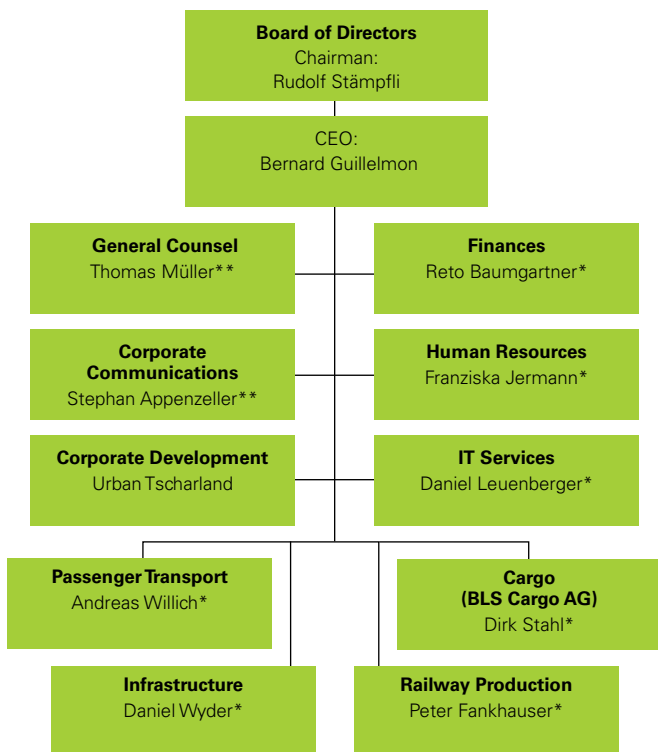 Board of Directors
Chairman:
Rudolf Stämpfli
CEO:
Bernard Guillelmon
General Counsel
Thomas Müller**
Finances
Reto Baumgartner*
Corporate
Communications
Stephan Appenzeller**
Human Resources
Franziska Jermann*
Corporate Development
Urban Tscharland
IT Services
Daniel Leuenberger*
Passenger Transport
Andreas Willich*
Cargo
(BLS Cargo AG)
Dirk Stahl*
Infrastructure
Daniel Wyder*
Railway Production
Peter Fankhauser*